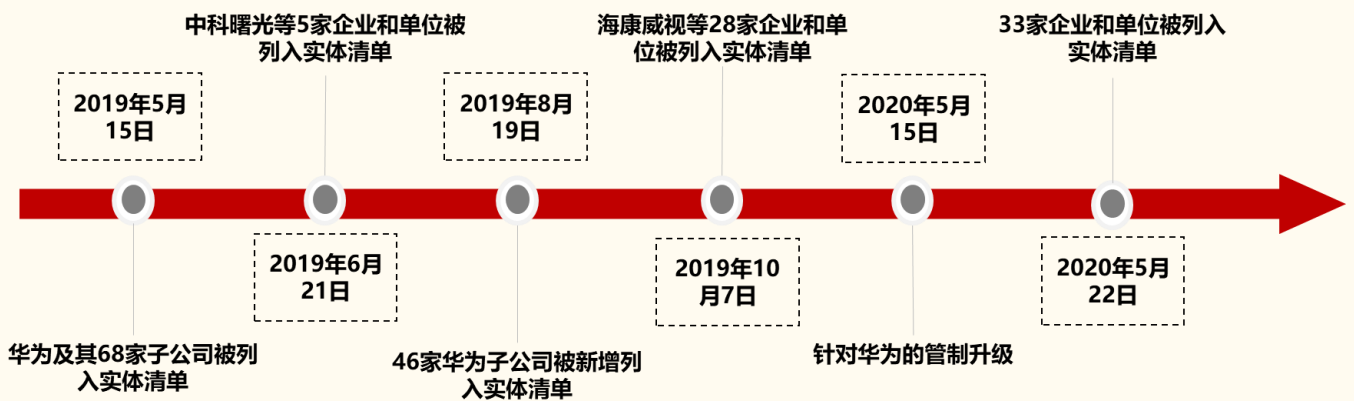 中科曙光等5家企业和单位被
列入实体清单
海康威视等28家企业和单
位被列入实体清单
33家企业和单位被列入
实体清单
2019年5月
15日
2019年8月
19日
2020年5月
15日
2019年6月
21日
2019年10
月7日
2020年5月
22日
华为及其68家子公司被列
入实体清单
46家华为子公司被新增列
入实体清单
针对华为的管制升级